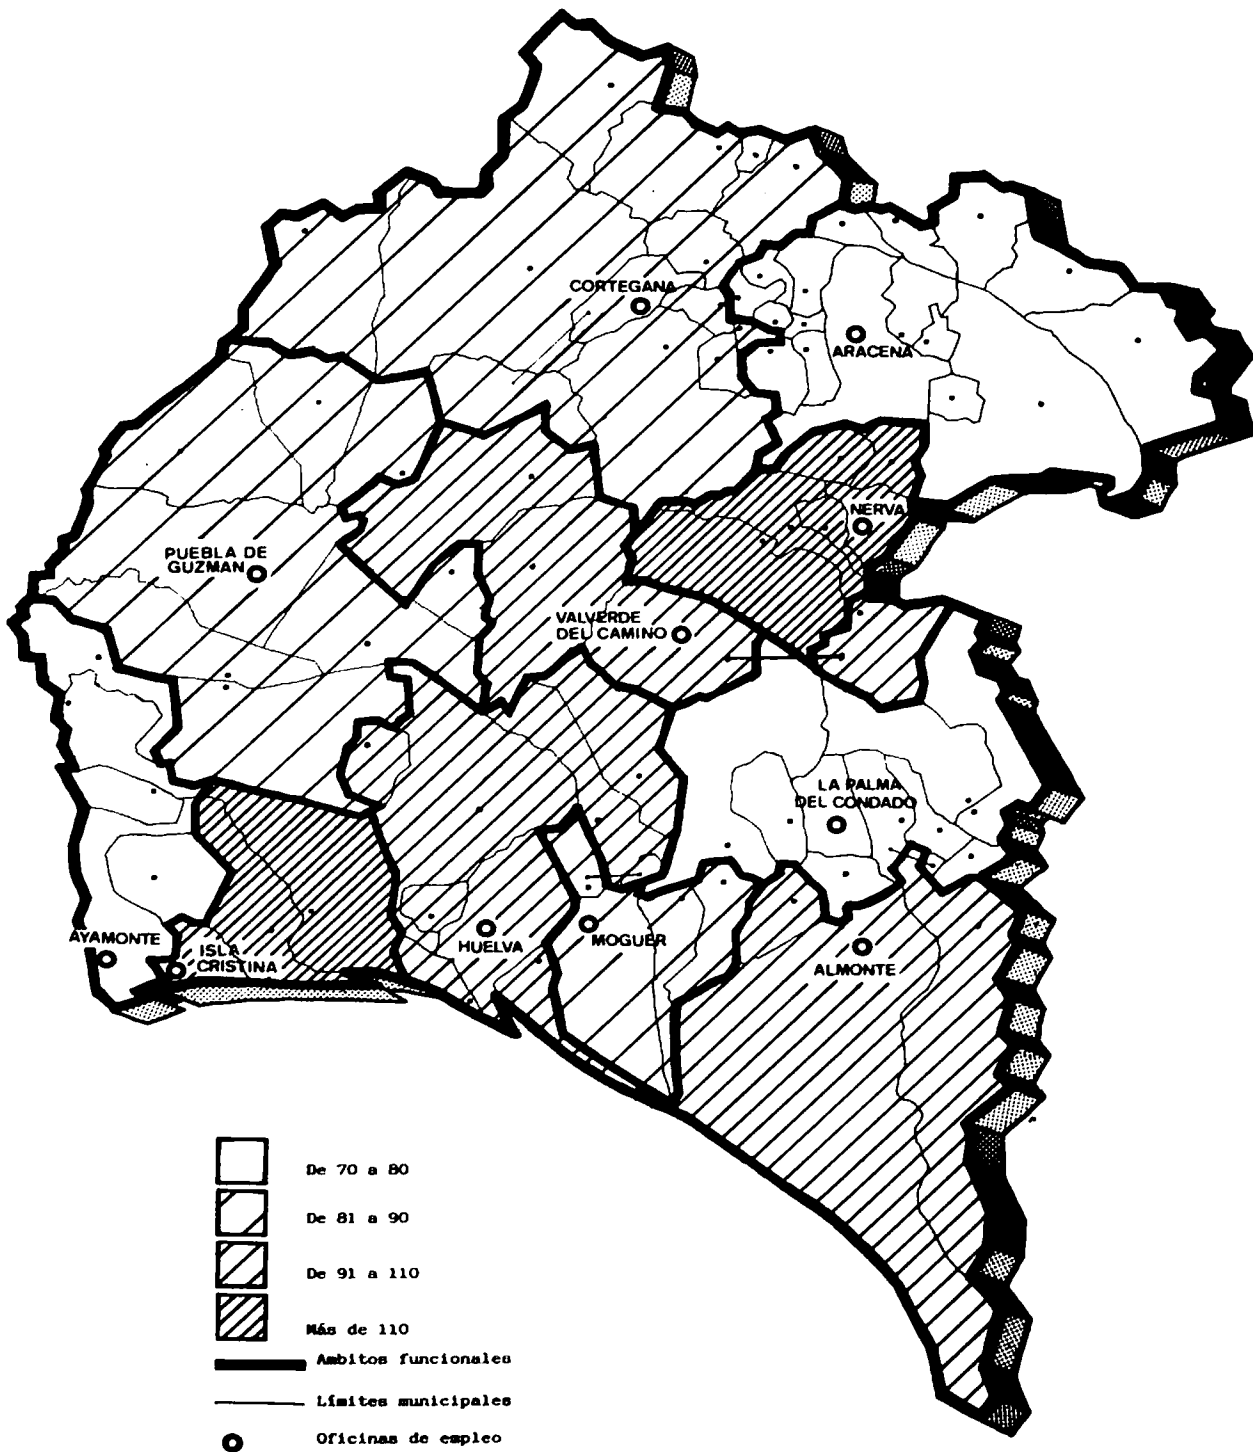 CORTEGANA
ARACENA
NERVA
PUEBLA DE
GUZMAN
VALVERDE
DEL CAMINO
LA PALMA
DEL CONDADO
AYAMONTE
ISLA
CRISTINA
HUELVA
MOGUER
ALMONTE
De 70 a 80
De 81 a 90
De 91 a 110
Más de 110
Ambitos funcionales
Límites municipales
Oficinas de empleo